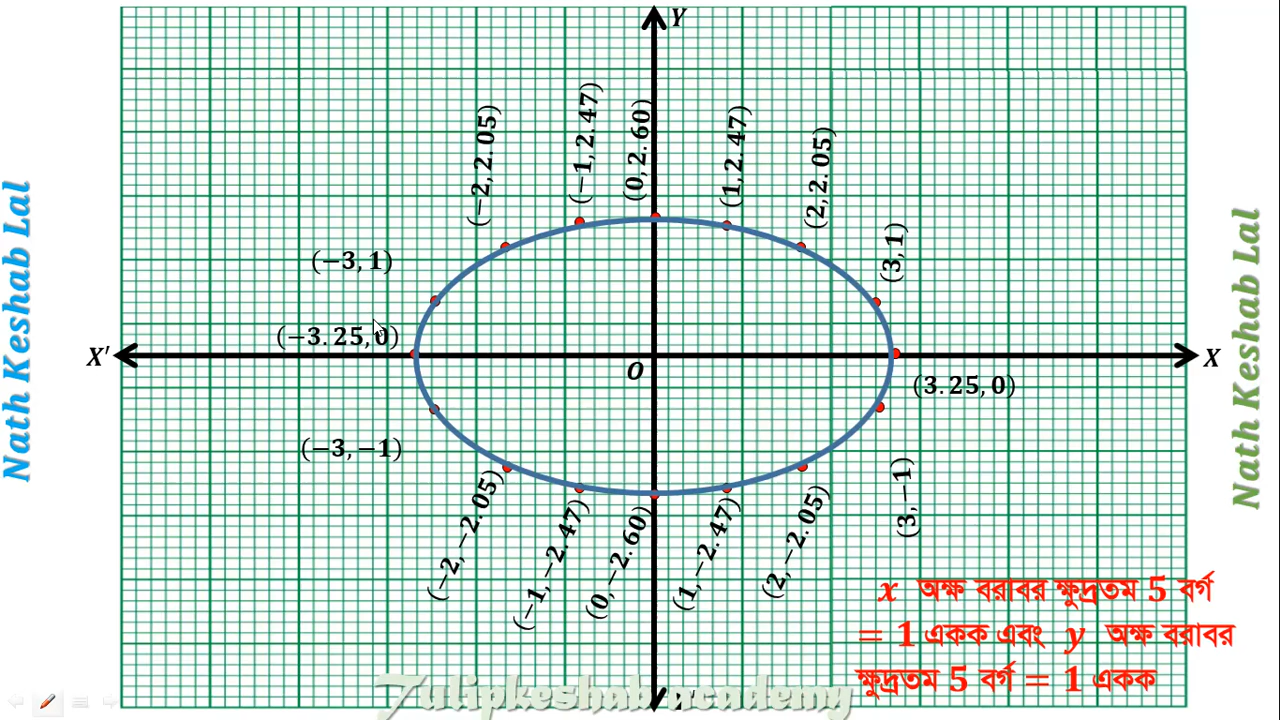 Y
(−2, 2.05)
(−1, 2.47)
(0, 2.60)
(1, 2.47)
(2, 2.05)
(−3, 1)
(3, 1)
(−3.25, 0)
X′
X
O
(3.25, 0)
(−3, −1)
(3, −1)
(−2, −2.05)
(−1, −2.47)
(0, −2.60)
(1, −2.47)
(2, −2.05)
x অক্ষ বরাবর ক্ষুদ্রতম 5 বর্গ
= 1 একক এবং y অক্ষ বরাবর
ক্ষুদ্রতম 5 বর্গ = 1 একক
Nath Keshab Lal
Nath Keshab Lal
Tulipkeshab academy